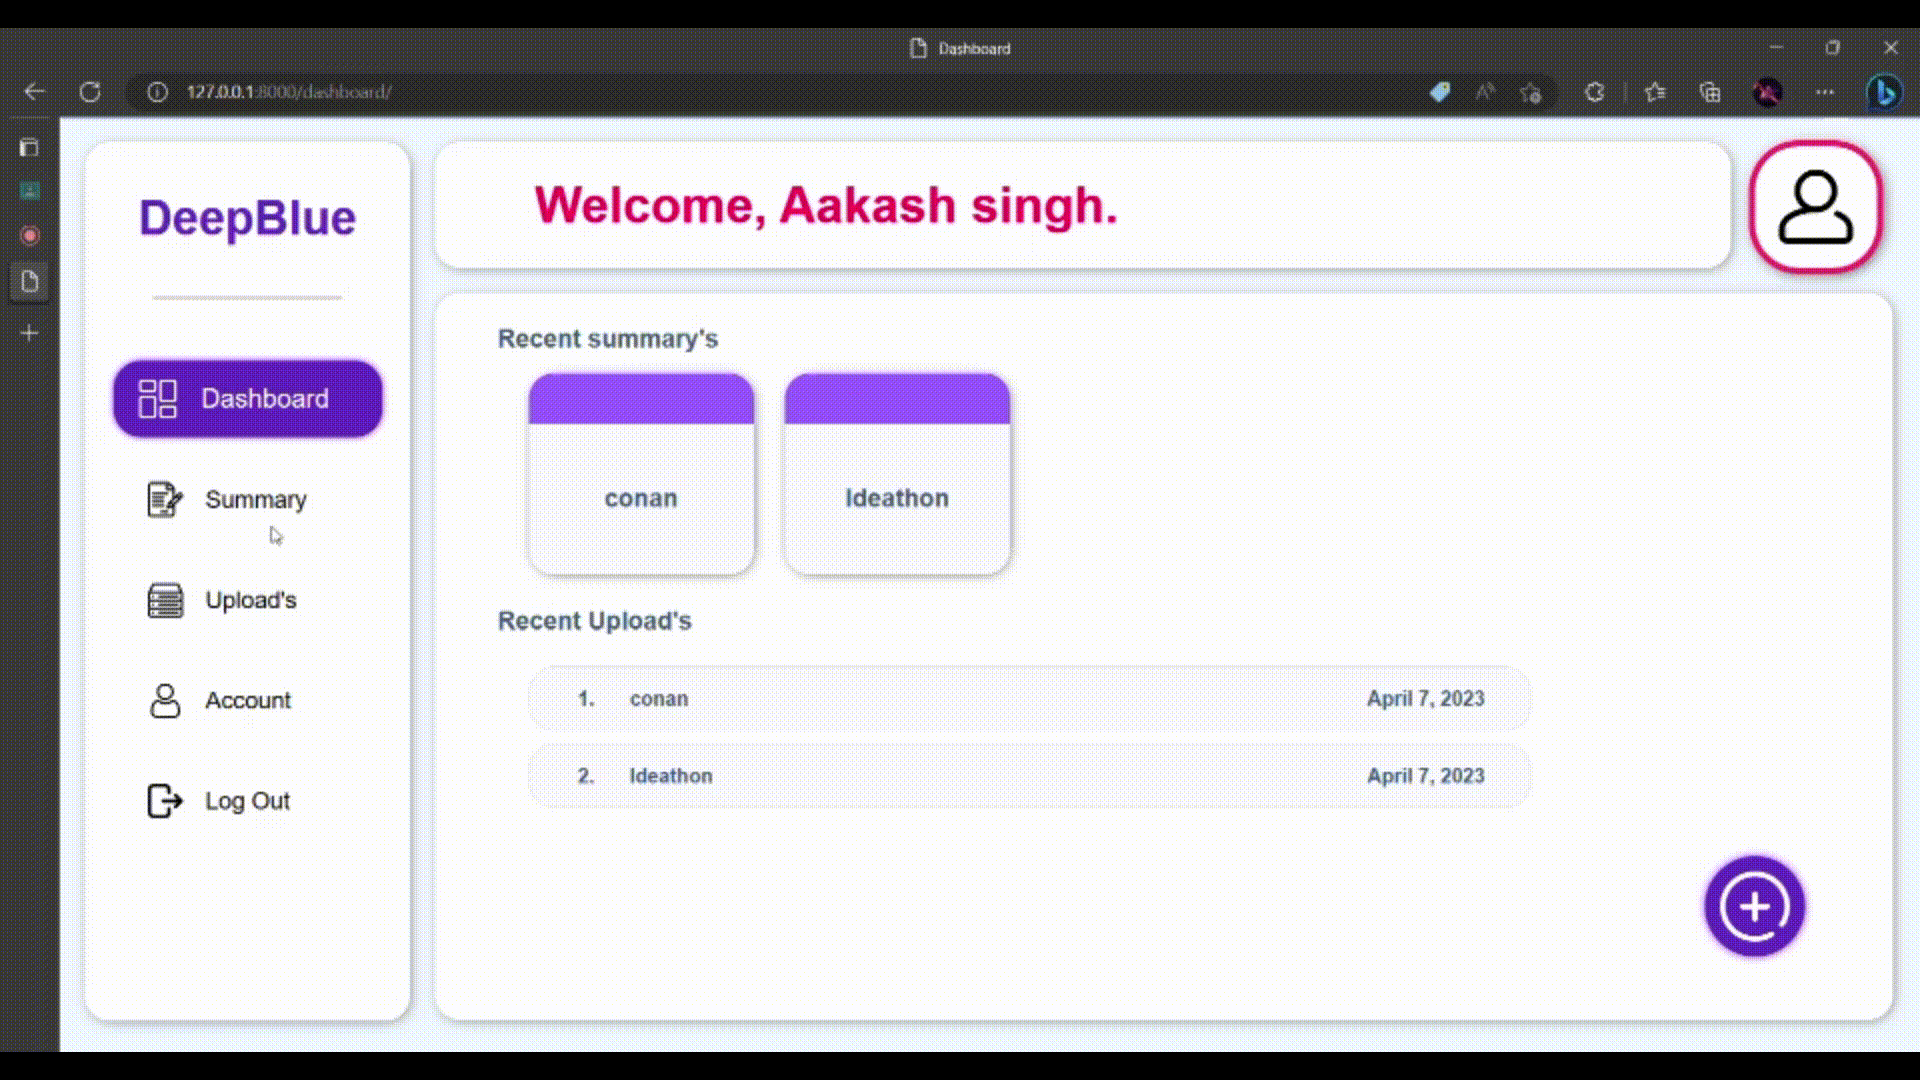 Dashboard
127.0.0.1:8000/dashboard/
DeepBlue
Welcome, Aakash singh.
Dashboard
Summary
Upload's
Account
Log Out
Recent summary's
conan
Ideathon
Recent Upload's
1. conan April 7, 2023
2. Ideathon April 7, 2023